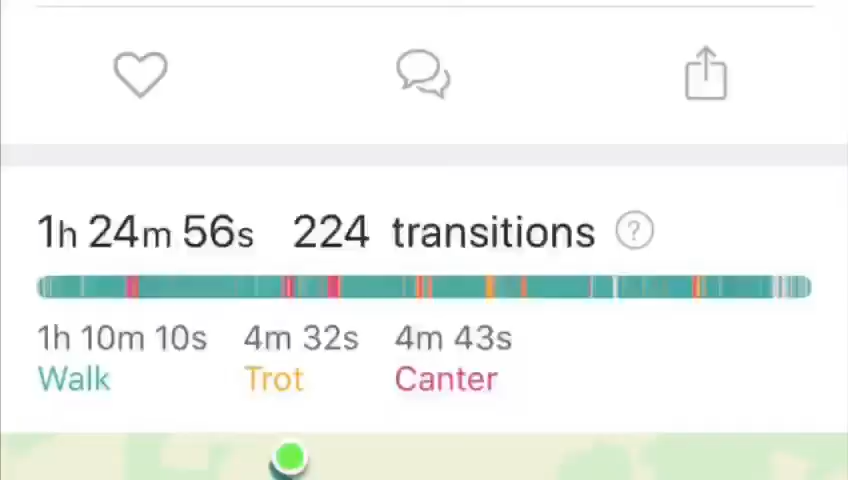 1h 24m 56s 224 transitions ?
1h 10m 10s 4m 32s 4m 43s
Walk Trot Canter